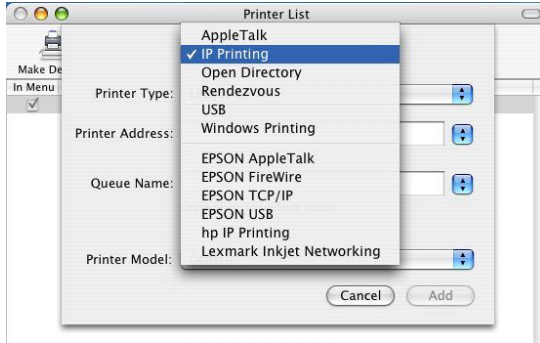 Printer List
Make De
In Menu
AppleTalk
✓ IP Printing
Open Directory
Rendezvous
USB
Windows Printing
EPSON AppleTalk
EPSON FireWire
EPSON TCP/IP
EPSON USB
hp IP Printing
Lexmark Inkjet Networking
Printer Type:
Printer Address:
Queue Name:
Printer Model:
Cancel
Add